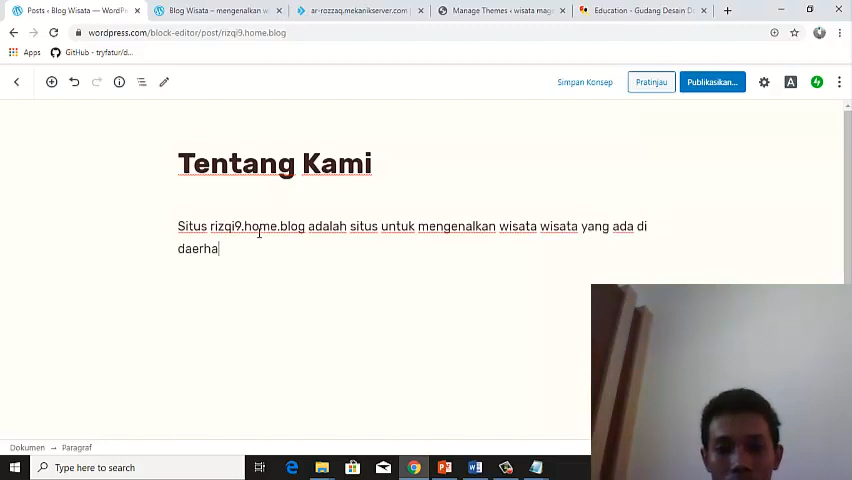 Posts ‹ Blog Wisata — WordPr
Blog Wisata – mengenalkan w
ar-rozzaq.mekanikserver.com |
Manage Themes ‹ wisata mag
Education - Gudang Desain D
wordpress.com/block-editor/post/rizqi9.home.blog
Apps
GitHub - tryfatur/d...
Simpan Konsep
Pratinjau
Publikasikan...
A
Tentang Kami
Situs rizqi9.home.blog adalah situs untuk mengenalkan wisata wisata yang ada di
daerha
Dokumen → Paragraf
Type here to search